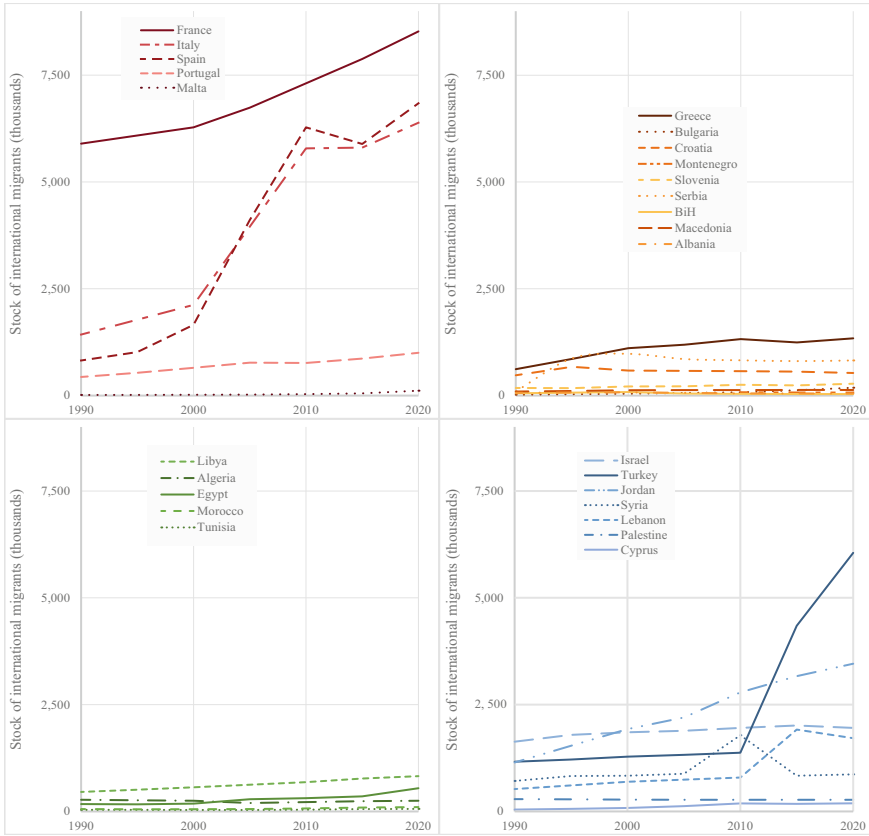 Stock of international migrants (thousands)
7,500
5,000
2,500
0
1990
2000
2010
2020
France
Italy
Spain
Portugal
Malta
Stock of international migrants (thousands)
7,500
5,000
2,500
0
1990
2000
2010
2020
Greece
Bulgaria
Croatia
Montenegro
Slovenia
Serbia
BiH
Macedonia
Albania
Stock of international migrants (thousands)
7,500
5,000
2,500
0
1990
2000
2010
2020
Libya
Algeria
Egypt
Morocco
Tunisia
Stock of international migrants (thousands)
7,500
5,000
2,500
0
1990
2000
2010
2020
Israel
Turkey
Jordan
Syria
Lebanon
Palestine
Cyprus